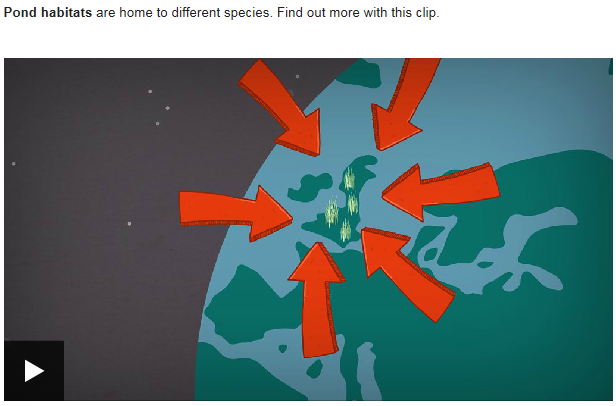 Pond habitats are home to different species. Find out more with this clip.